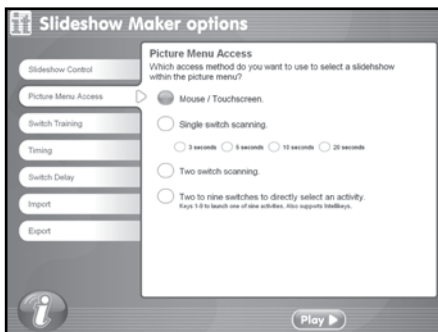 Slideshow Maker options
Slideshow Control
Picture Menu Access
Switch Training
Timing
Switch Delay
Import
Export
Picture Menu Access
Which access method do you want to use to select a slidehshow
within the picture menu?
Mouse / Touchscreen.
Single switch scanning.
3 seconds 5 seconds 10 seconds 20 seconds
Two switch scanning.
Two to nine switches to directly select an activity.
Keys 1-9 to launch one of nine activities. Also supports Intellikeys.
i
Play